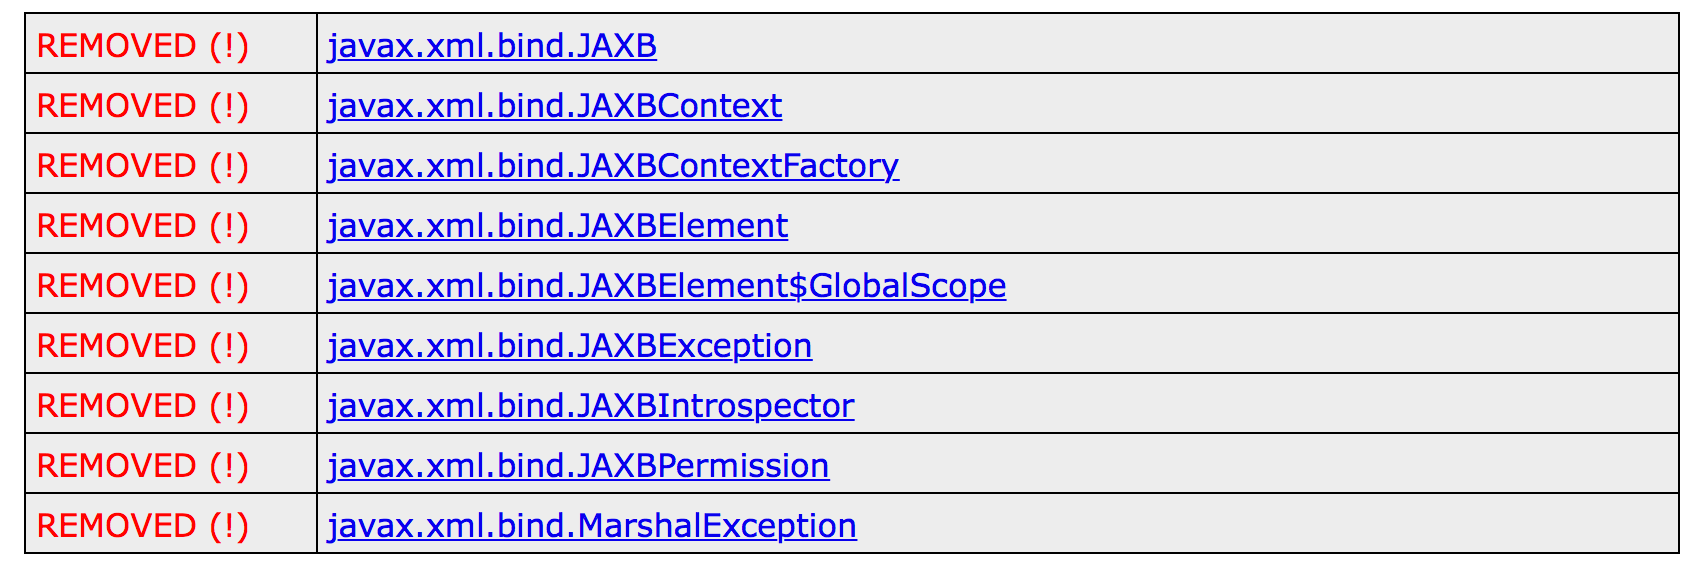 REMOVED (!) javax.xml.bind.JAXB
REMOVED (!) javax.xml.bind.JAXBContext
REMOVED (!) javax.xml.bind.JAXBContextFactory
REMOVED (!) javax.xml.bind.JAXBElement
REMOVED (!) javax.xml.bind.JAXBElement$GlobalScope
REMOVED (!) javax.xml.bind.JAXBException
REMOVED (!) javax.xml.bind.JAXBIntrospector
REMOVED (!) javax.xml.bind.JAXBPermission
REMOVED (!) javax.xml.bind.MarshalException